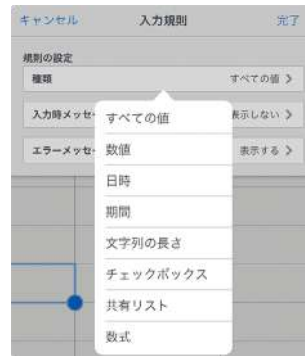 キャンセル 入力規則 完了
規則の設定
種類 すべての値
入力時メッセ 表示しない
エラーメッセー 表示する
すべての値
数値
日時
期間
文字列の長さ
チェックボックス
共有リスト
数式